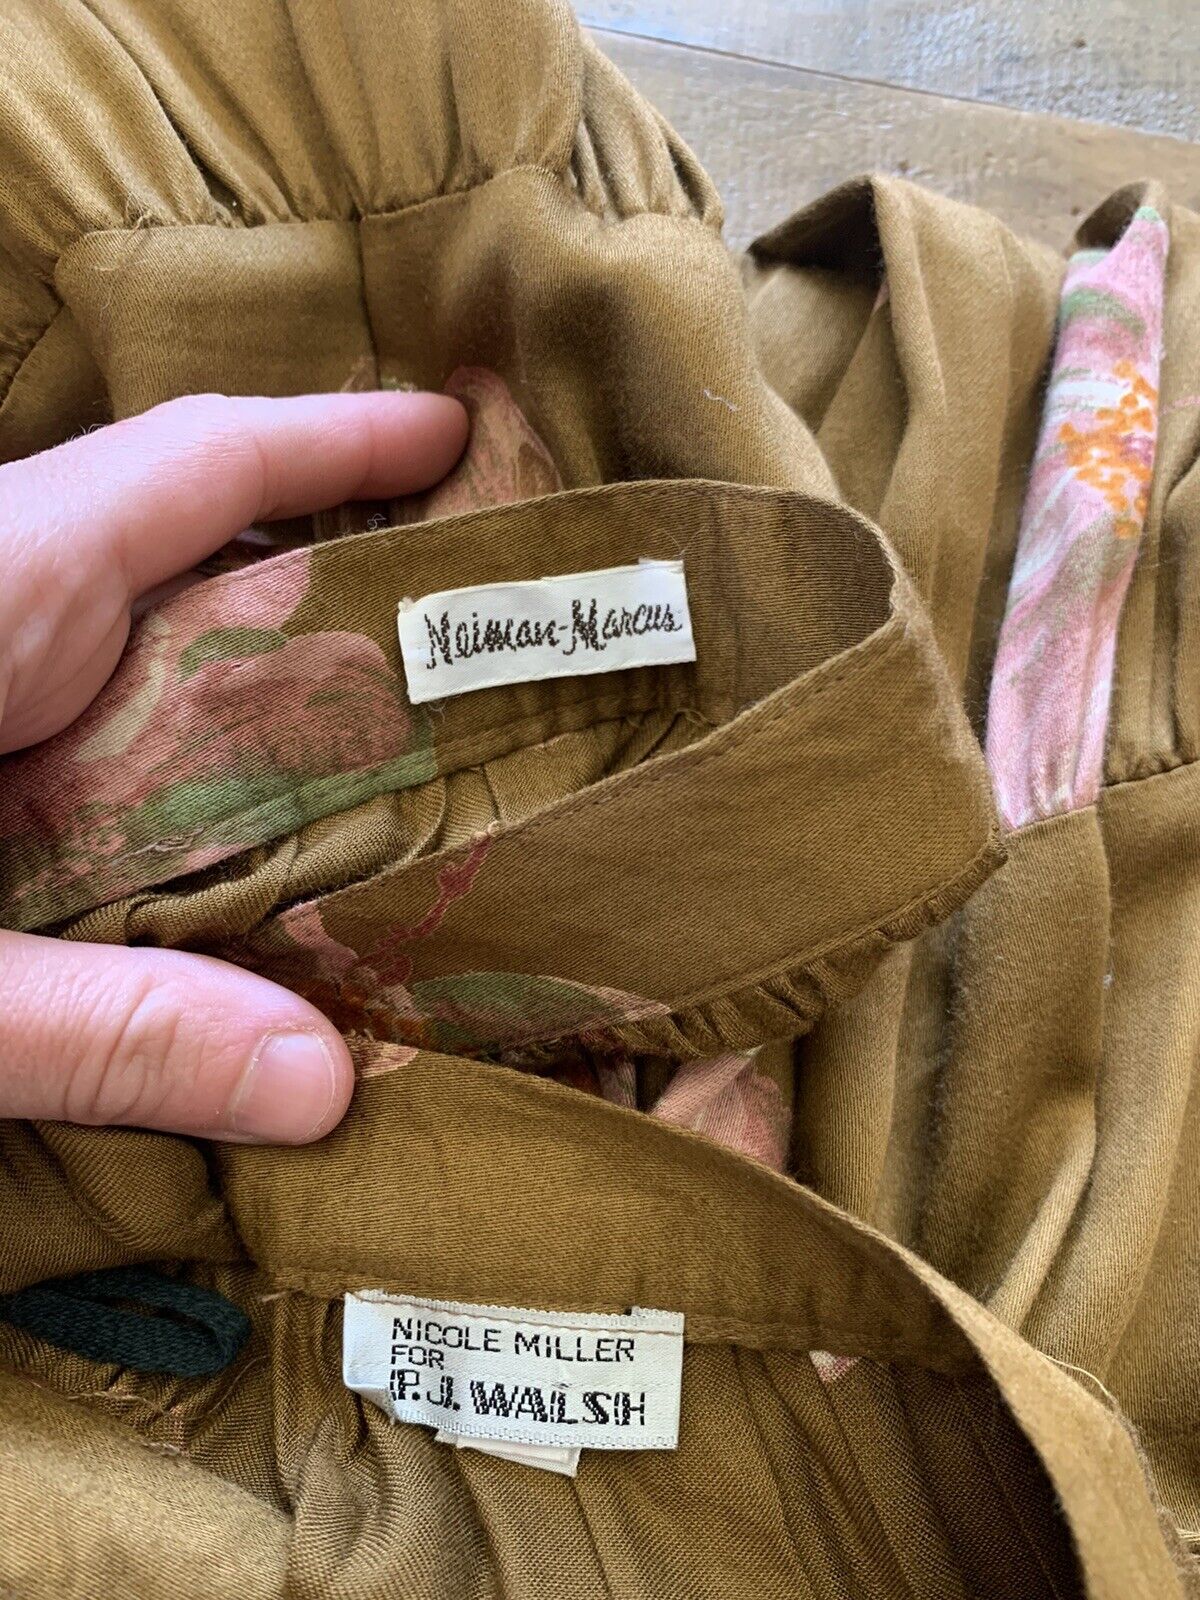 Neiman-Marcus
NICOLE MILLER
FOR
P.J. WALSH